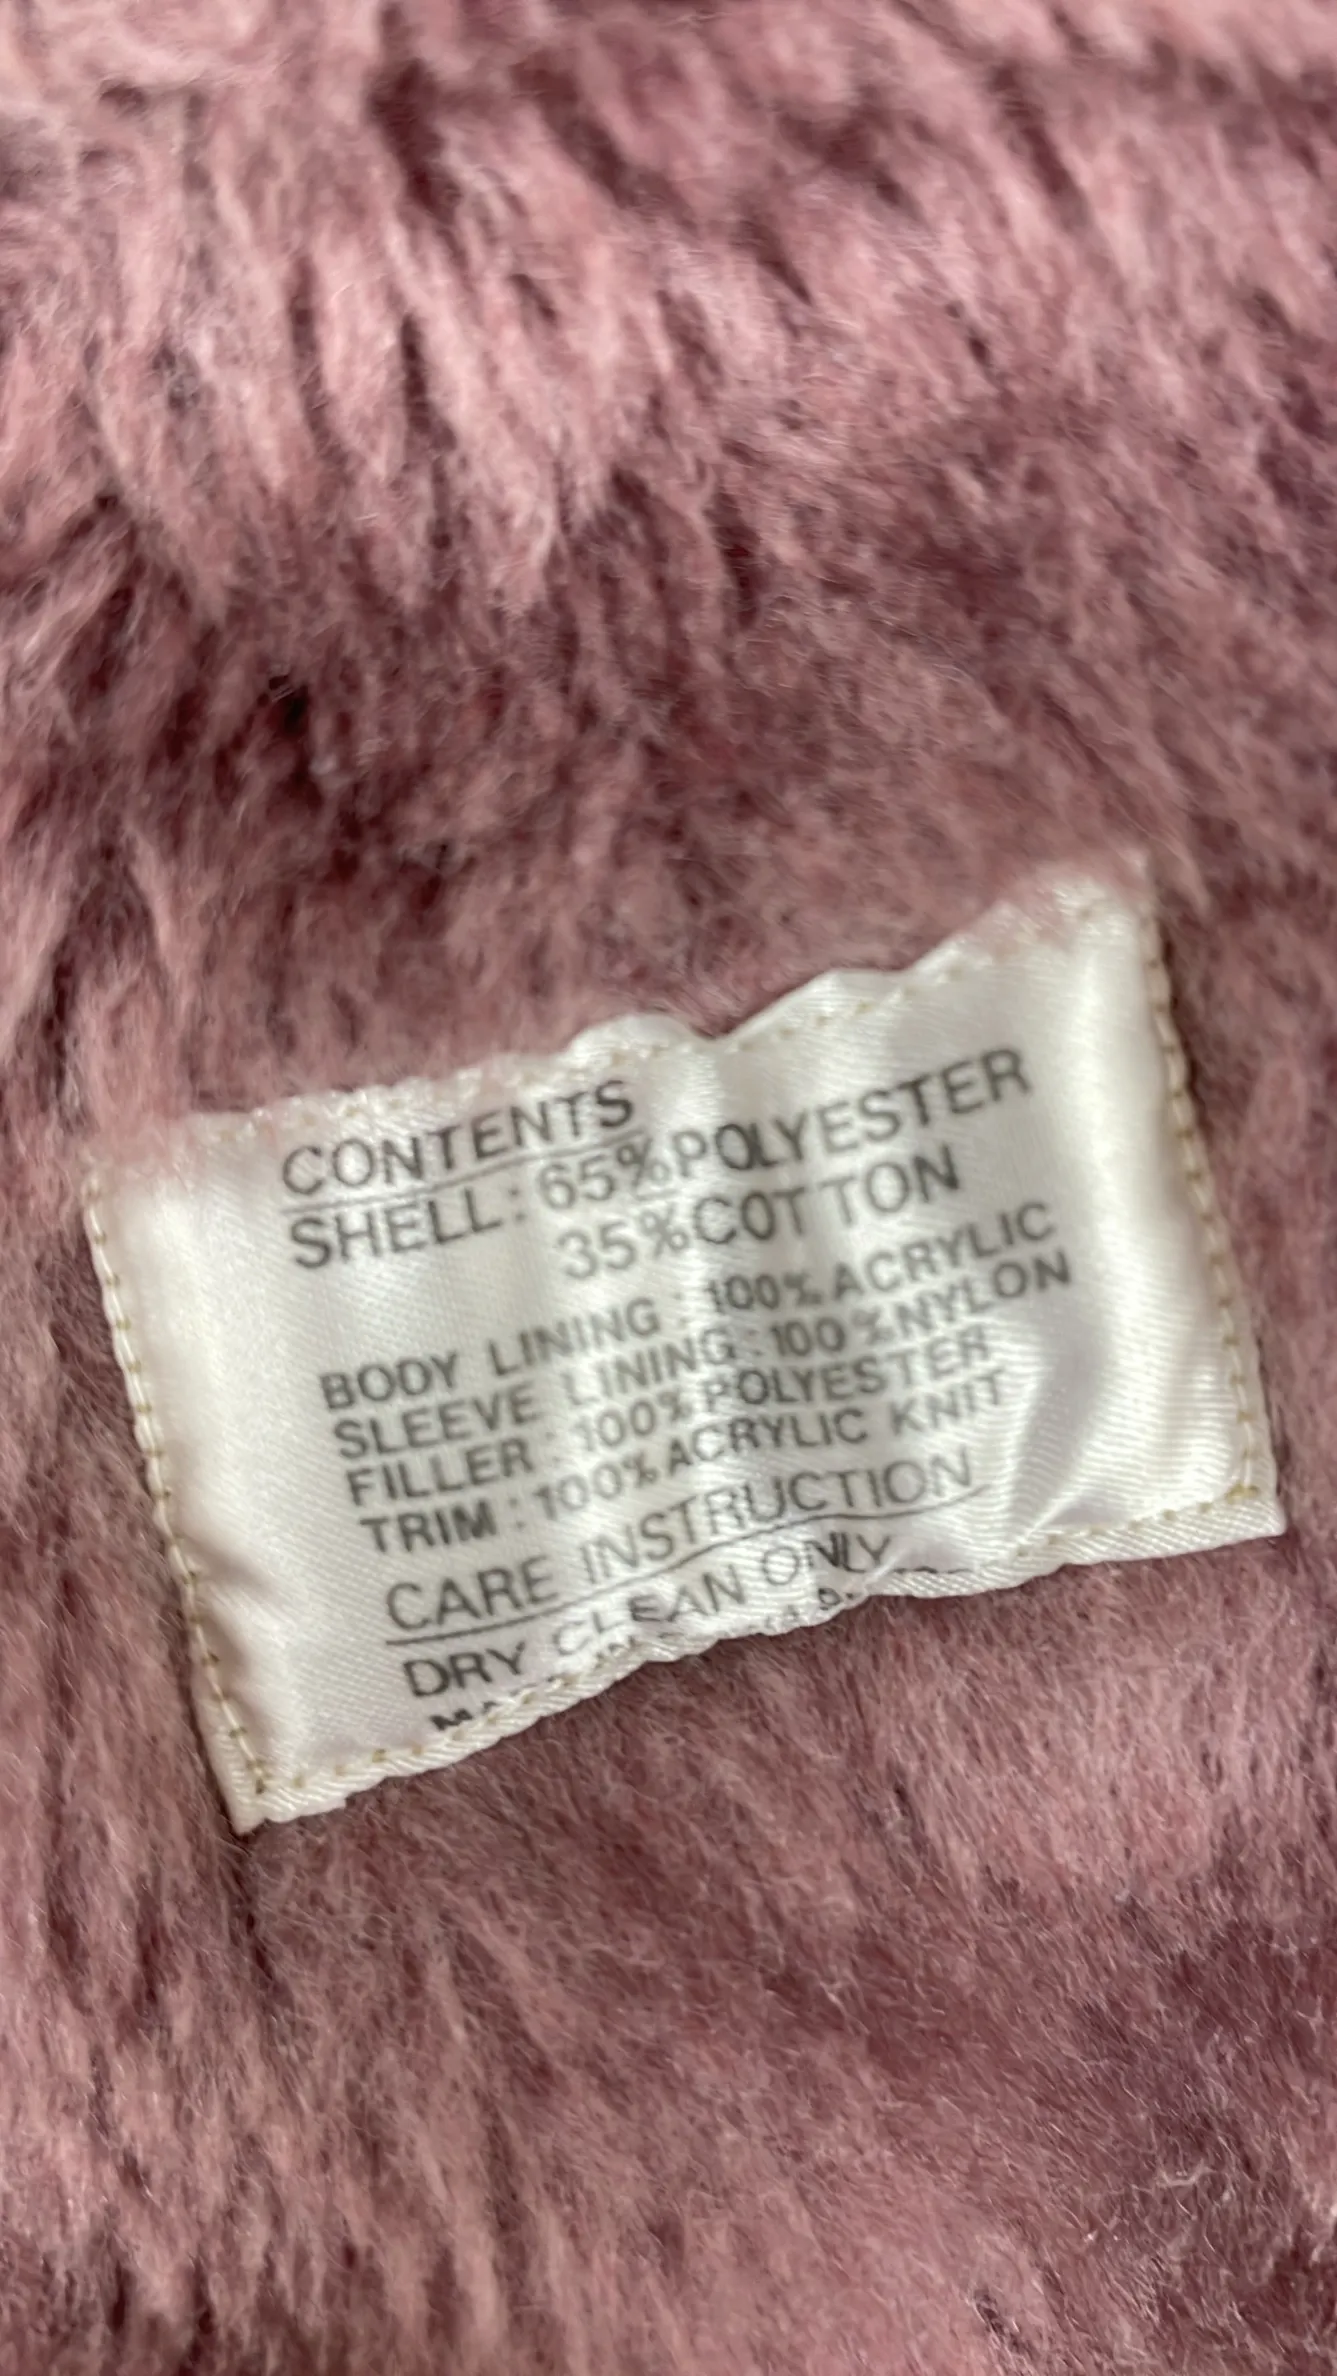 CONTENTS
SHELL: 65% POLYESTER
35% COTTON
BODY LINING: 100% ACRYLIC
SLEEVE LINING: 100% NYLON
FILLER: 100% POLYESTER
TRIM: 100% ACRYLIC KNIT
CARE INSTRUCTION
DRY CLEAN ONLY